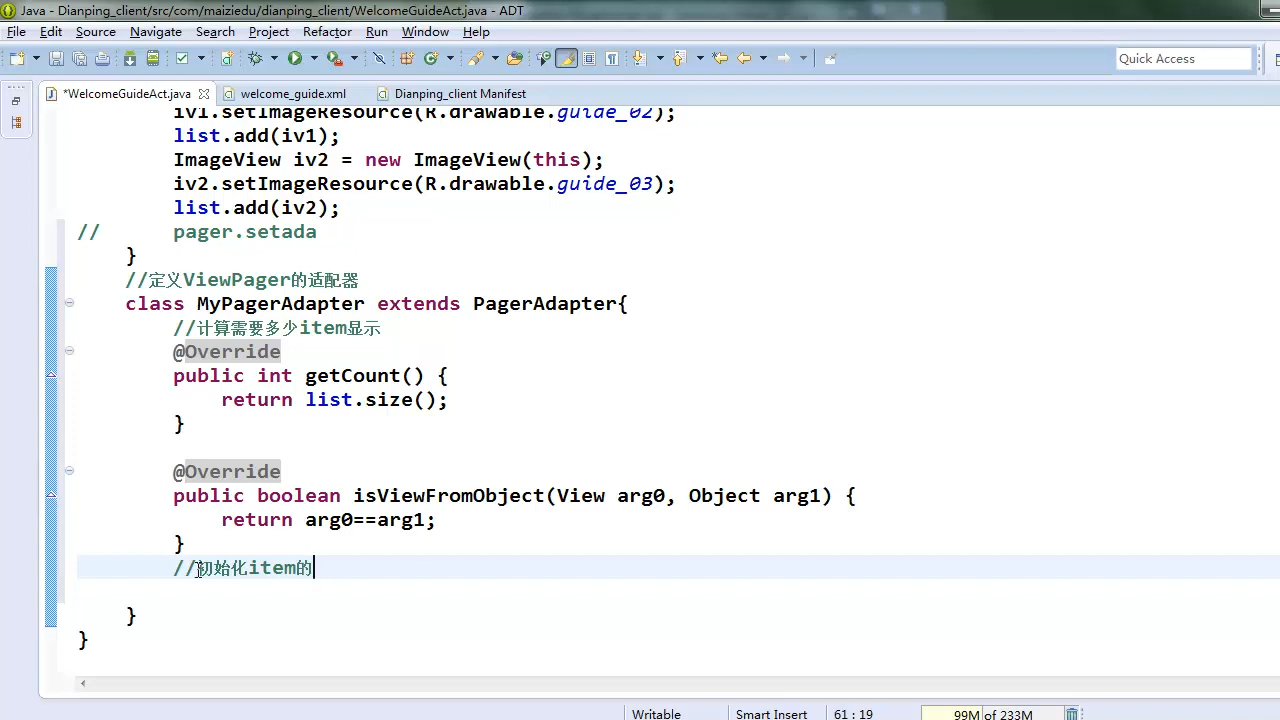 Java - Dianping_client/src/com/maiziedu/dianping_client/WelcomeGuideAct.java - ADT
File Edit Source Navigate Search Project Refactor Run Window Help
Quick Access
*WelcomeGuideAct.java welcome_guide.xml Dianping_client Manifest
iv1.setImageResource(R.drawable.guide_02);
list.add(iv1);
ImageView iv2 = new ImageView(this);
iv2.setImageResource(R.drawable.guide_03);
list.add(iv2);
// pager.setada
}
//定义ViewPager的适配器
class MyPagerAdapter extends PagerAdapter{
//计算需要多少item显示
@Override
public int getCount() {
return list.size();
}
@Override
public boolean isViewFromObject(View arg0, Object arg1) {
return arg0==arg1;
}
//初始化item的
}
}
Writable Smart Insert 61 : 19 99M of 233M